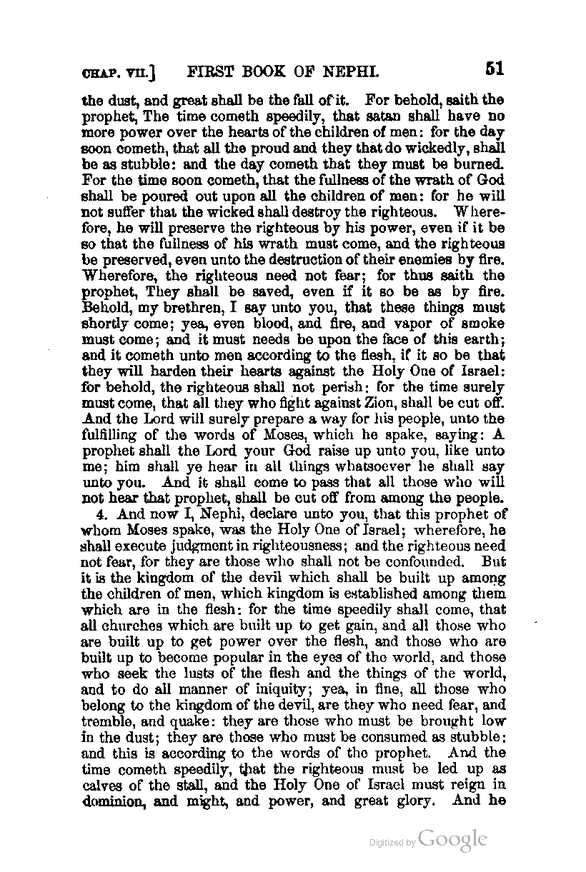 CHAP. VII.] FIRST BOOK OF NEPHI. 51
the dust, and great shall be the fall of it. For behold, saith the
prophet, The time cometh speedily, that satan shall have no
more power over the hearts of the children of men: for the day
soon cometh, that all the proud and they that do wickedly, shall
be as stubble: and the day cometh that they must be burned.
For the time soon cometh, that the fullness of the wrath of God
shall be poured out upon all the children of men: for he will
not suffer that the wicked shall destroy the righteous. Where-
fore, he will preserve the righteous by his power, even if it be
so that the fullness of his wrath must come, and the righteous
be preserved, even unto the destruction of their enemies by fire.
Wherefore, the righteous need not fear; for thus saith the
prophet, They shall be saved, even if it so be as by fire.
Behold, my brethren, I say unto you, that these things must
shortly come; yea, even blood, and fire, and vapor of smoke
must come; and it must needs be upon the face of this earth;
and it cometh unto men according to the flesh, if it so be that
they will harden their hearts against the Holy One of Israel:
for behold, the righteous shall not perish: for the time surely
must come, that all they who fight against Zion, shall be cut off.
And the Lord will surely prepare a way for his people, unto the
fulfilling of the words of Moses, which he spake, saying: A
prophet shall the Lord your God raise up unto you, like unto
me; him shall ye hear in all things whatsoever he shall say
unto you. And it shall come to pass that all those who will
not hear that prophet, shall be cut off from among the people.
4. And now I, Nephi, declare unto you, that this prophet of
whom Moses spake, was the Holy One of Israel; wherefore, he
shall execute judgment in righteousness; and the righteous need
not fear, for they are those who shall not be confounded. But
it is the kingdom of the devil which shall be built up among
the children of men, which kingdom is established among them
which are in the flesh: for the time speedily shall come, that
all churches which are built up to get gain, and all those who
are built up to get power over the flesh, and those who are
built up to become popular in the eyes of the world, and those
who seek the lusts of the flesh and the things of the world,
and to do all manner of iniquity; yea, in fine, all those who
belong to the kingdom of the devil, are they who need fear, and
tremble, and quake: they are those who must be brought low
in the dust; they are those who must be consumed as stubble;
and this is according to the words of the prophet. And the
time cometh speedily, that the righteous must be led up as
calves of the stall, and the Holy One of Israel must reign in
dominion, and might, and power, and great glory. And he
Digitized by Google